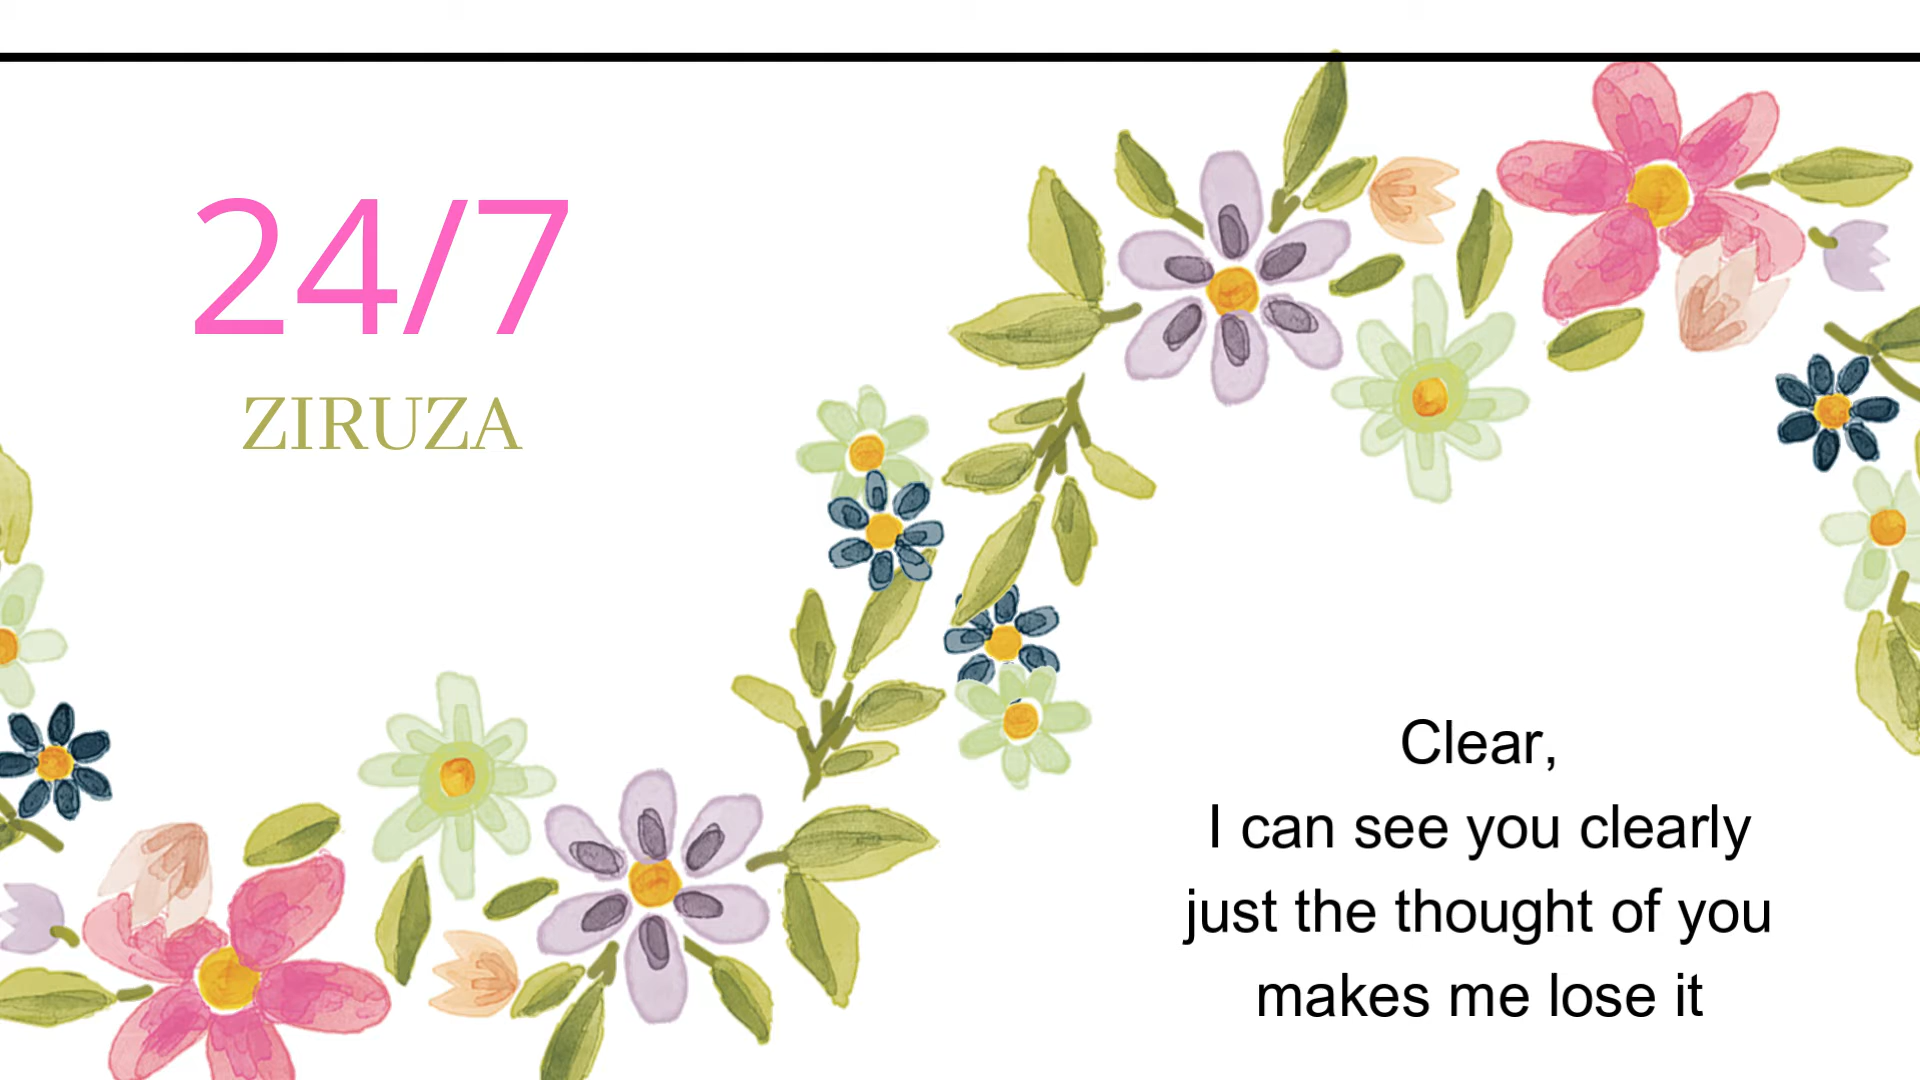 24/7
ZIRUZA
Clear,
I can see you clearly
just the thought of you
makes me lose it